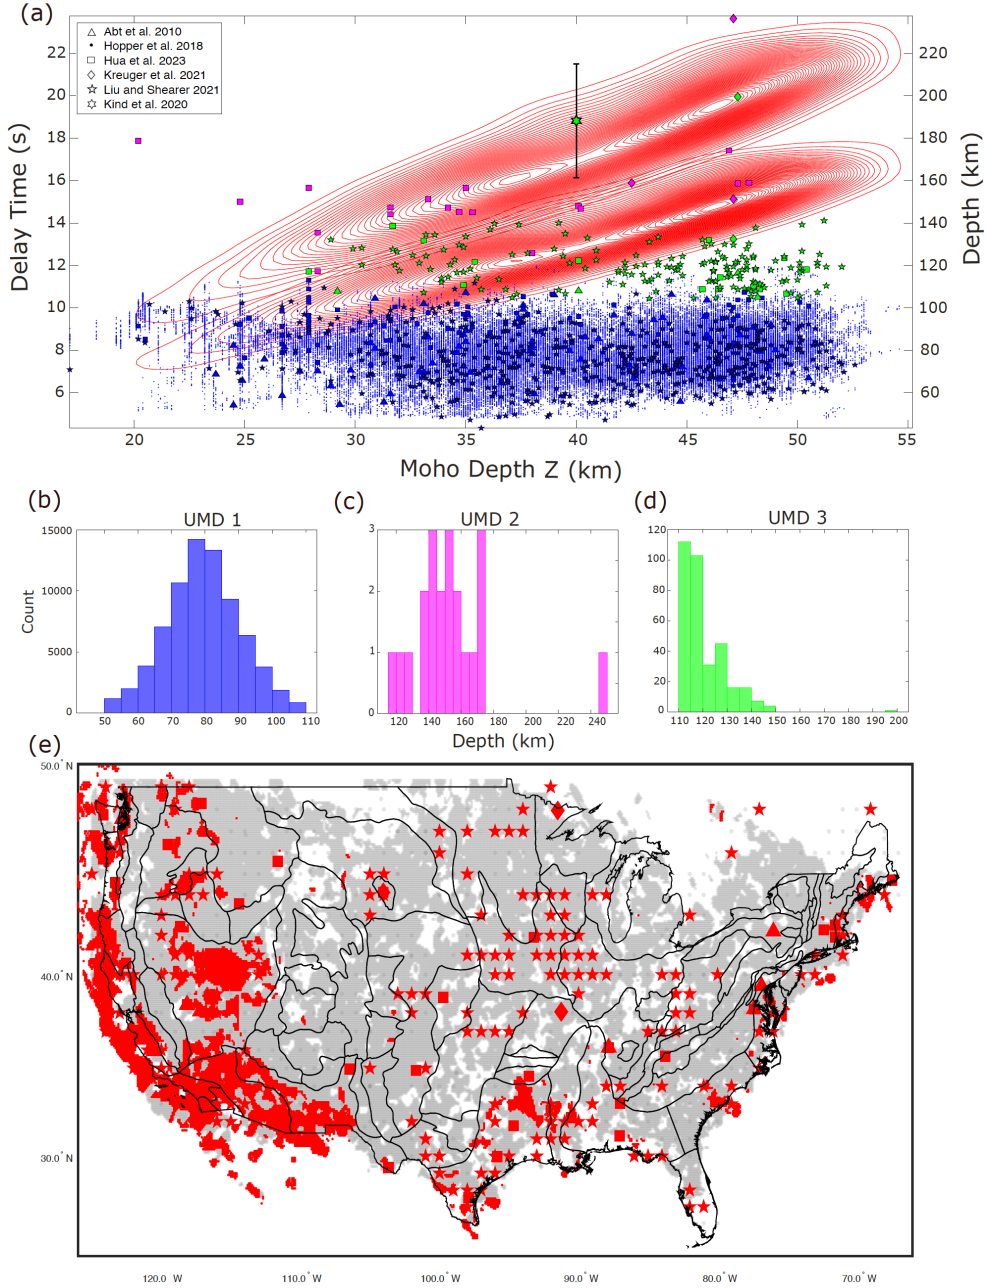 (a)
Abt et al. 2010
Hopper et al. 2018
Hua et al. 2023
Kreuger et al. 2021
Liu and Shearer 2021
Kind et al. 2020
22
20
18
16
14
12
10
8
6
Delay Time (s)
220
200
180
160
140
120
100
80
60
Depth (km)
20 25 30 35 40 45 50 55
Moho Depth Z (km)
(b) (c) (d)
UMD 1 UMD 2 UMD 3
15000
10000
5000
0
Count
50 60 70 80 90 100 110
3
2
1
0
120 140 160 200 240
120
100
80
60
40
20
0
110 120 130 140 150 160 170 180 190 200
Depth (km)
(e)
50.0° N
40.0° N
30.0° N
120.0° W 110.0° W 100.0° W 90.0° W 80.0° W 70.0° W